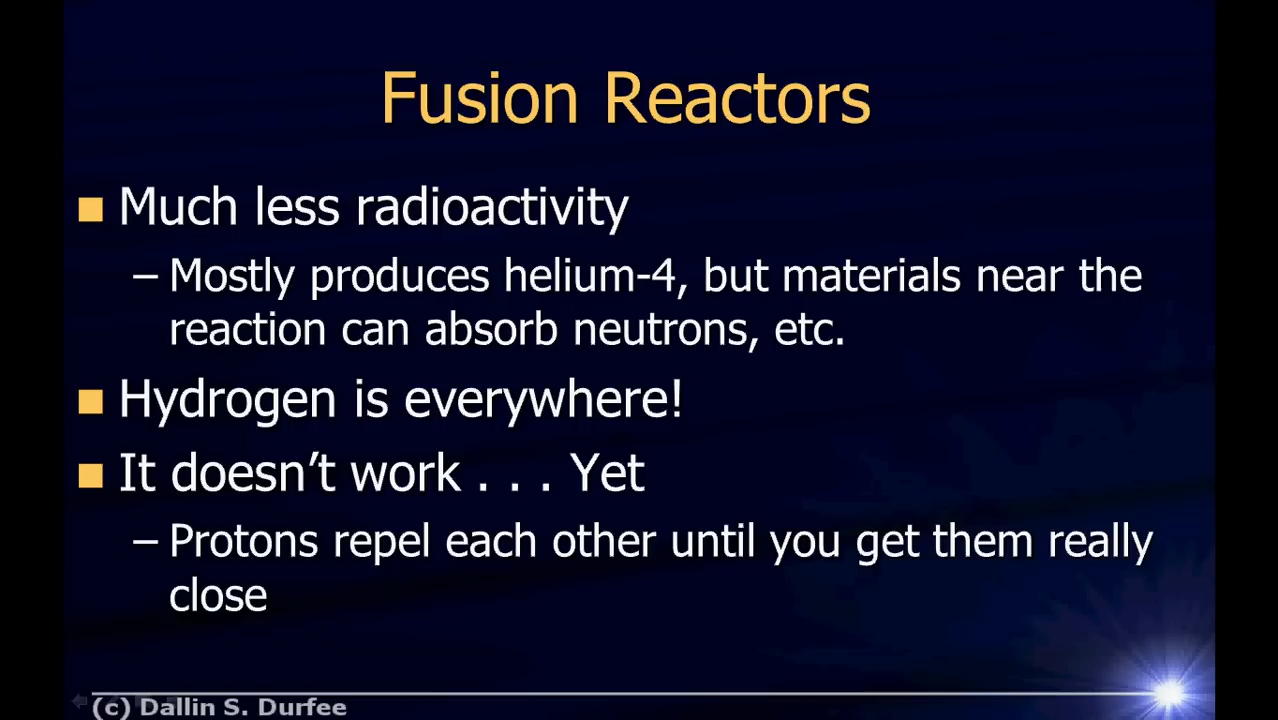 Fusion Reactors
Much less radioactivity
– Mostly produces helium-4, but materials near the
reaction can absorb neutrons, etc.
Hydrogen is everywhere!
It doesn’t work . . . Yet
– Protons repel each other until you get them really
close
(c) Dallin S. Durfee